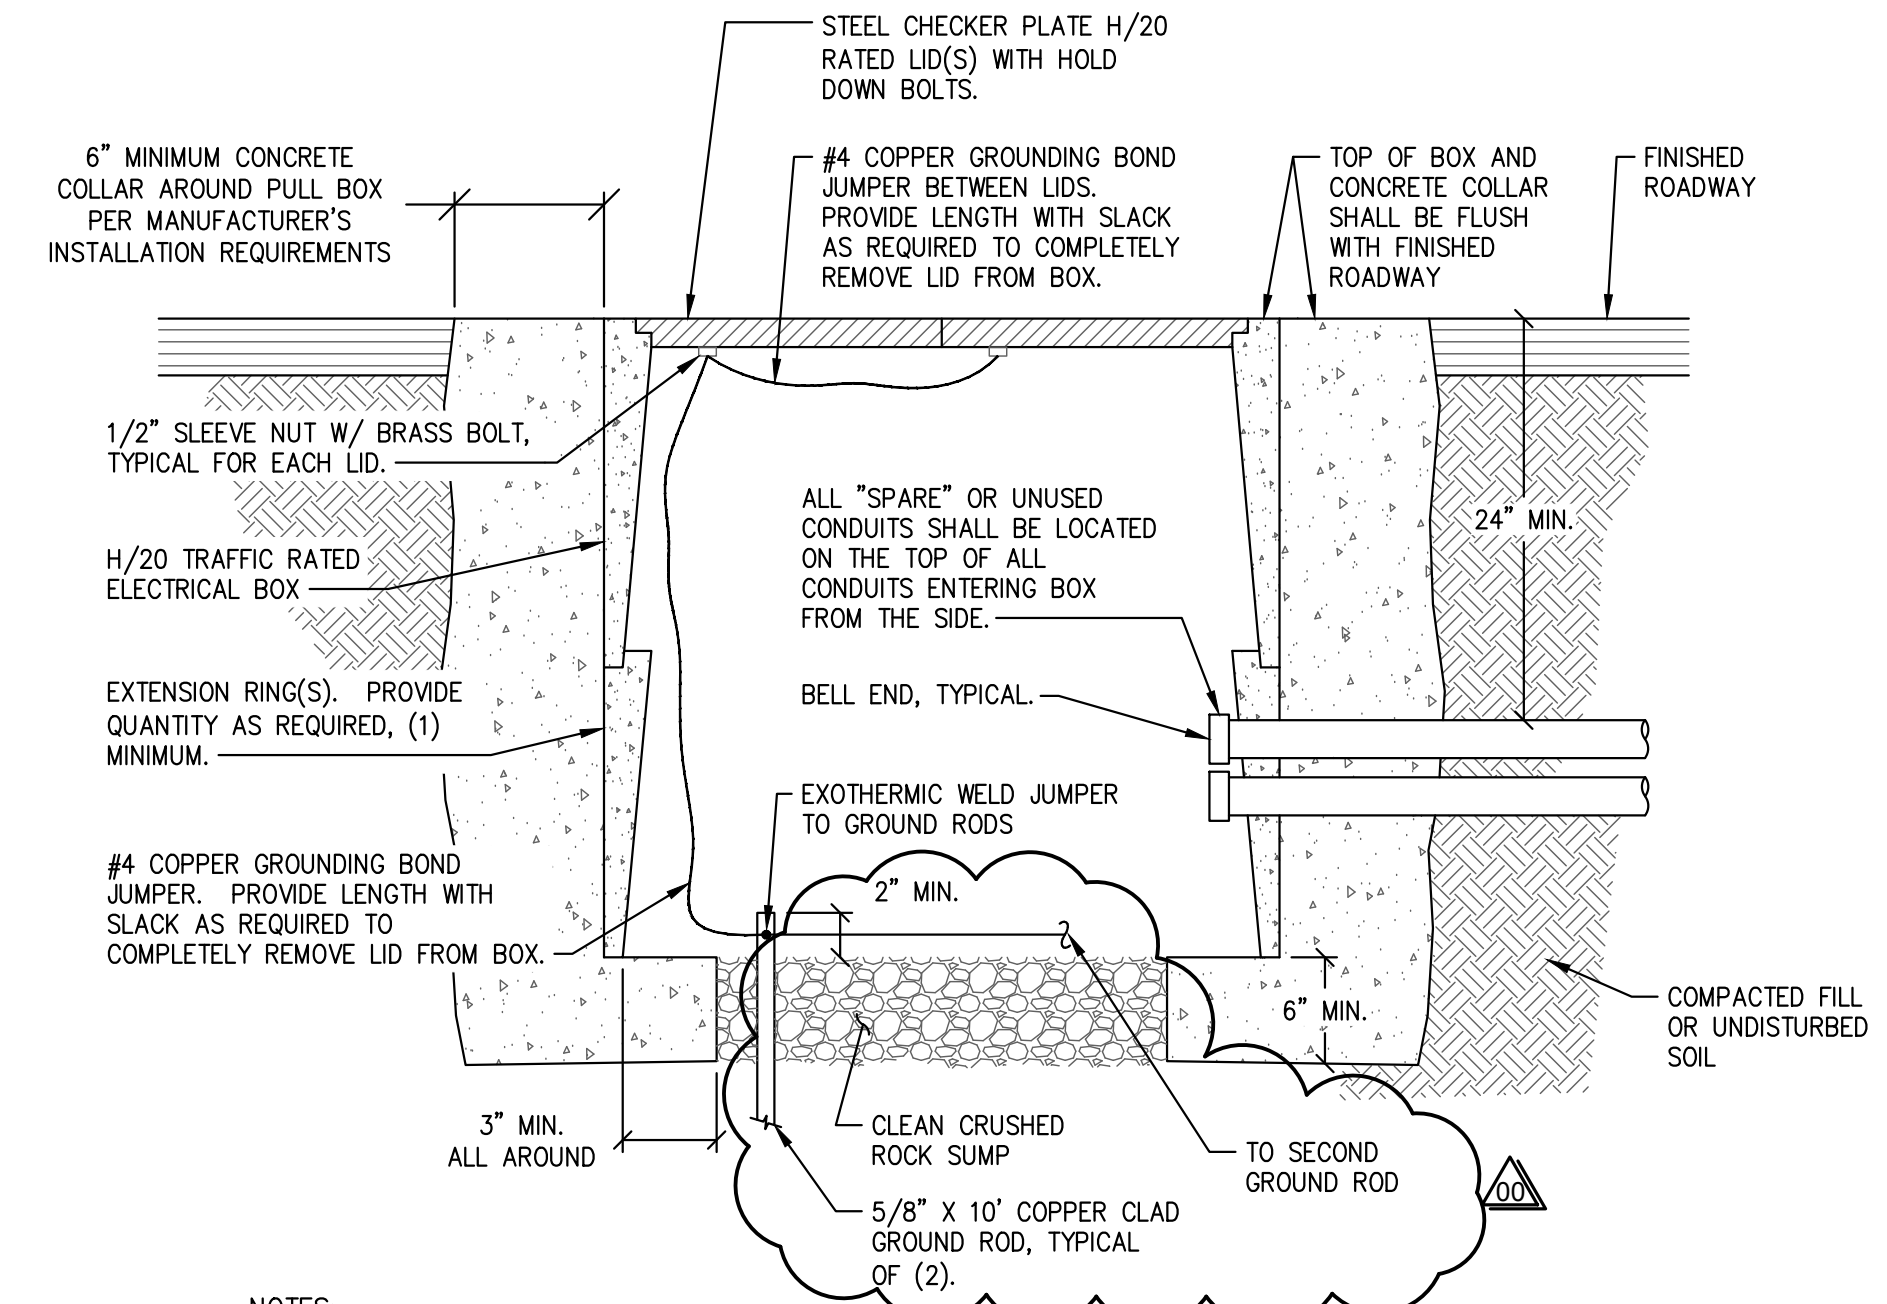 STEEL CHECKER PLATE H/20
RATED LID(S) WITH HOLD
DOWN BOLTS.
6” MINIMUM CONCRETE
COLLAR AROUND PULL BOX
PER MANUFACTURER'S
INSTALLATION REQUIREMENTS
#4 COPPER GROUNDING BOND
JUMPER BETWEEN LIDS.
PROVIDE LENGTH WITH SLACK
AS REQUIRED TO COMPLETELY
REMOVE LID FROM BOX.
TOP OF BOX AND
CONCRETE COLLAR
SHALL BE FLUSH
WITH FINISHED
ROADWAY
FINISHED
ROADWAY
1/2” SLEEVE NUT W/ BRASS BOLT,
TYPICAL FOR EACH LID.
H/20 TRAFFIC RATED
ELECTRICAL BOX
ALL ”SPARE” OR UNUSED
CONDUITS SHALL BE LOCATED
ON THE TOP OF ALL
CONDUITS ENTERING BOX
FROM THE SIDE.
24” MIN.
EXTENSION RING(S).  PROVIDE
QUANTITY AS REQUIRED, (1)
MINIMUM.
BELL END, TYPICAL.
EXOTHERMIC WELD JUMPER
TO GROUND RODS
#4 COPPER GROUNDING BOND
JUMPER.  PROVIDE LENGTH WITH
SLACK AS REQUIRED TO
COMPLETELY REMOVE LID FROM BOX.
2” MIN.
6” MIN.
COMPACTED FILL
OR UNDISTURBED
SOIL
3” MIN.
ALL AROUND
CLEAN CRUSHED
ROCK SUMP
TO SECOND
GROUND ROD
00
5/8” X 10' COPPER CLAD
GROUND ROD, TYPICAL
OF (2).
NOTES